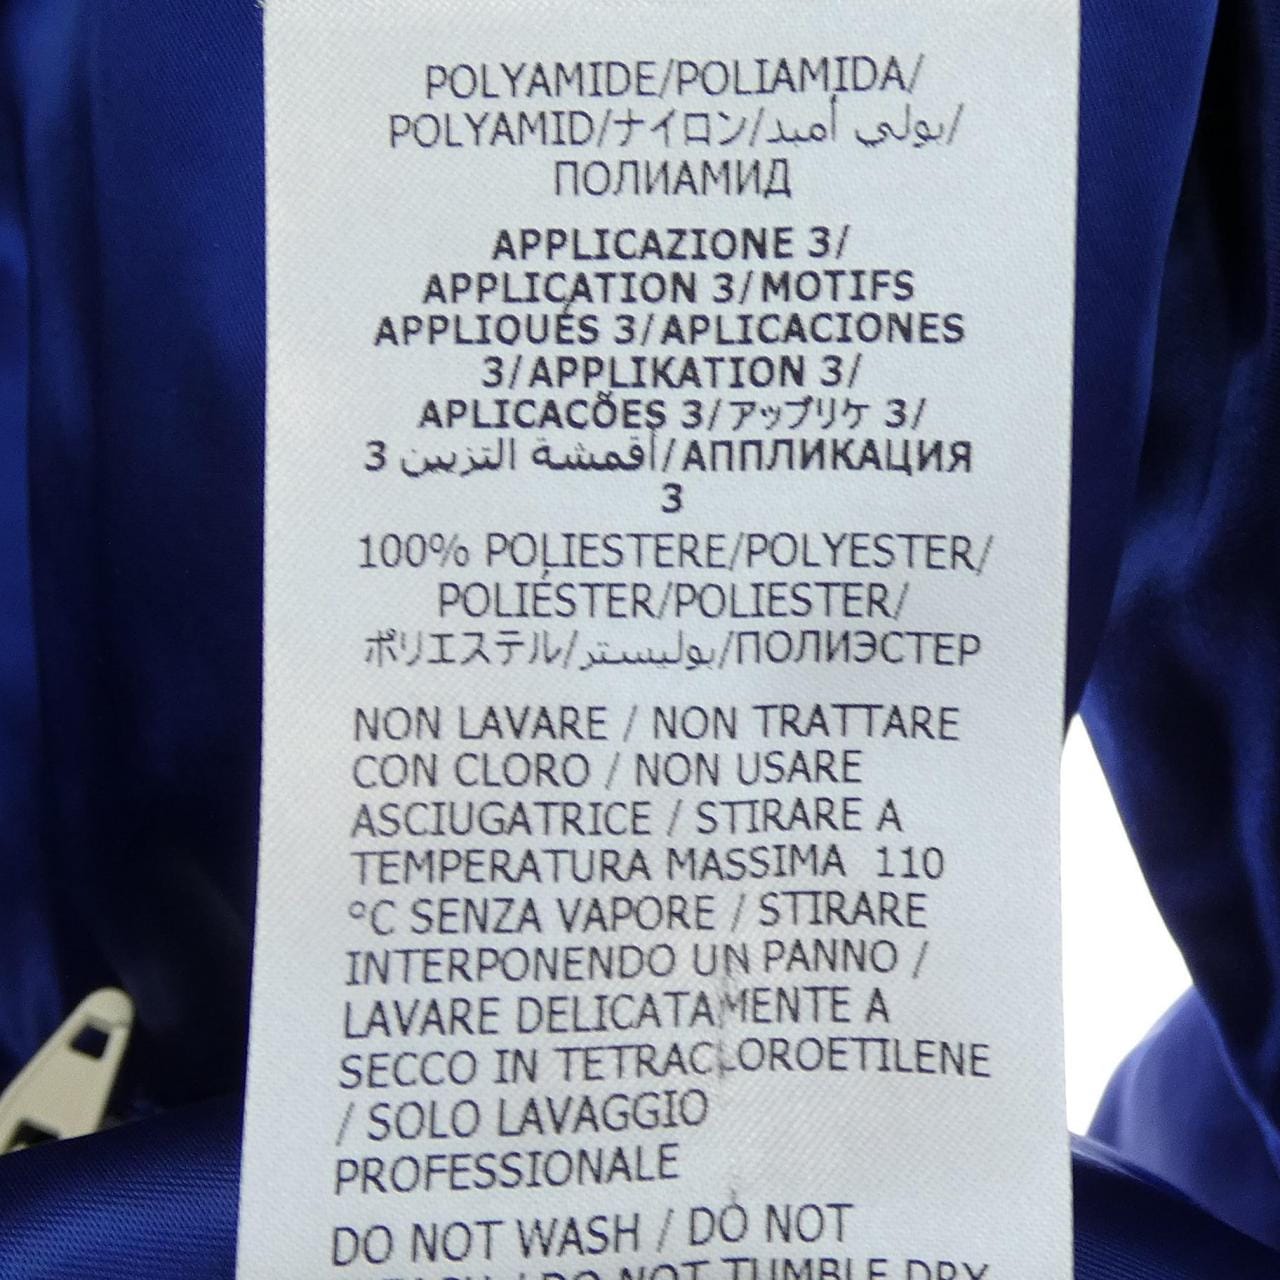 POLYAMIDE/POLIAMIDA/
POLYAMID/ナイロン/بولي أميد/
ПОЛИАМИД
APPLICAZIONE 3/
APPLICATION 3/MOTIFS
APPLIQUÉS 3/APLICACIONES
3/APPLIKATION 3/
APLICACÕES 3/アップリケ 3/
أقمشة التزيين 3/АППЛИКАЦИЯ
3
100% POLIESTERE/POLYESTER/
POLIÉSTER/POLIESTER/
ポリエステル/بوليستر/ПОЛИЭСТЕР
NON LAVARE / NON TRATTARE
CON CLORO / NON USARE
ASCIUGATRICE / STIRARE A
TEMPERATURA MASSIMA 110
°C SENZA VAPORE / STIRARE
INTERPONENDO UN PANNO /
LAVARE DELICATAMENTE A
SECCO IN TETRACLOROETILENE
/ SOLO LAVAGGIO
PROFESSIONALE
DO NOT WASH / DO NOT
/ DO NOT TUMBLE DRY